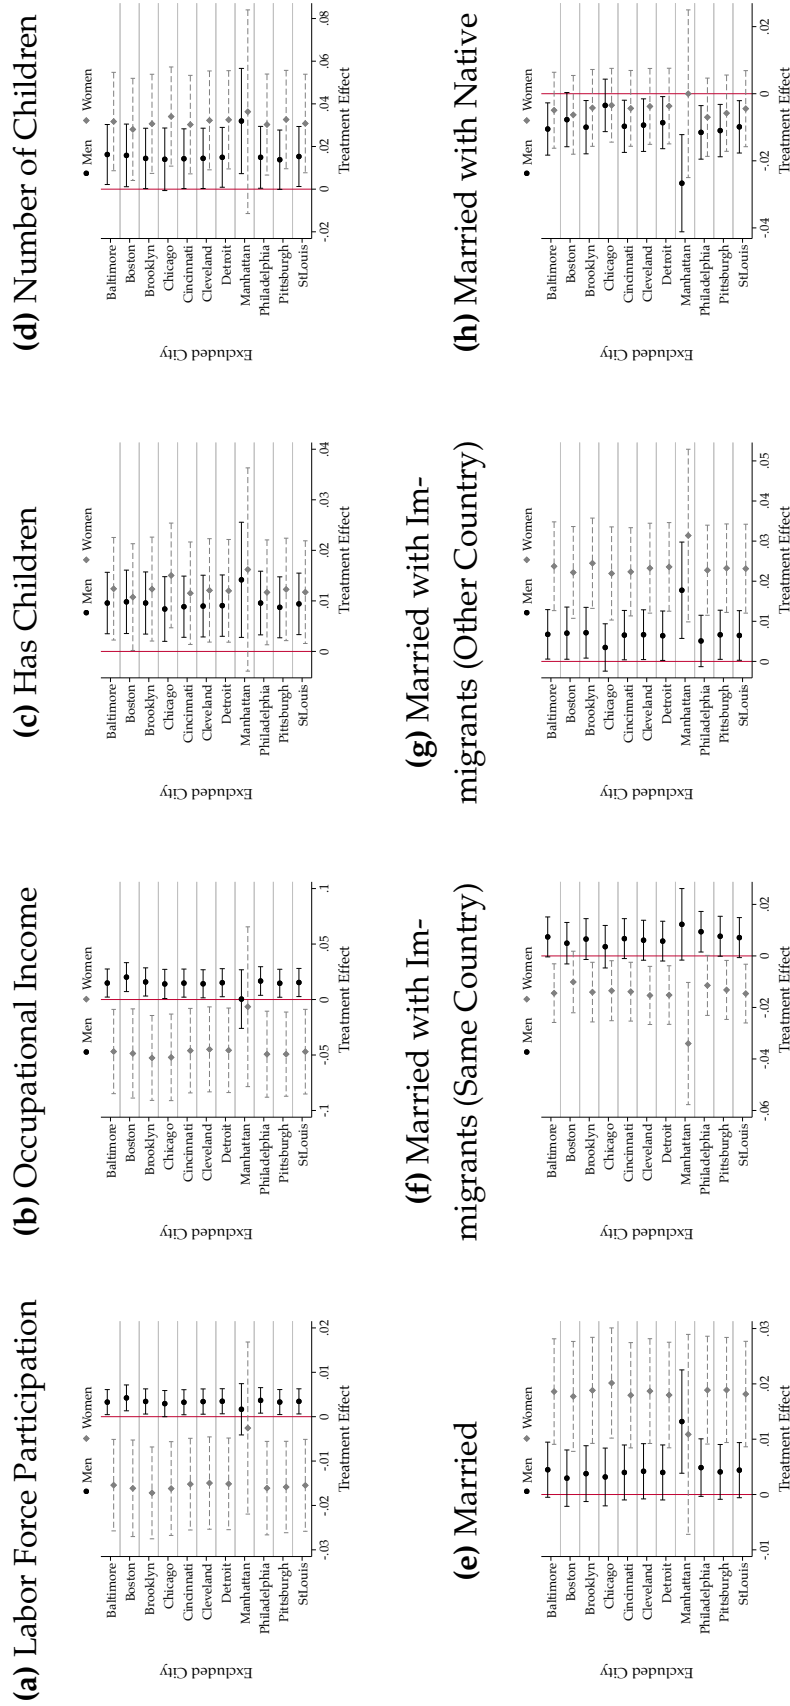 (a) Labor Force Participation
Men Women
Excluded City
Baltimore
Boston
Brooklyn
Chicago
Cincinnati
Cleveland
Detroit
Manhattan
Philadelphia
Pittsburgh
StLouis
-.03 -.02 -.01 0 .01 .02
Treatment Effect
(b) Occupational Income
Men Women
Excluded City
Baltimore
Boston
Brooklyn
Chicago
Cincinnati
Cleveland
Detroit
Manhattan
Philadelphia
Pittsburgh
StLouis
-.1 -.05 0 .05 .1
Treatment Effect
(c) Has Children
Men Women
Excluded City
Baltimore
Boston
Brooklyn
Chicago
Cincinnati
Cleveland
Detroit
Manhattan
Philadelphia
Pittsburgh
StLouis
0 .01 .02 .03 .04
Treatment Effect
(d) Number of Children
Men Women
Excluded City
Baltimore
Boston
Brooklyn
Chicago
Cincinnati
Cleveland
Detroit
Manhattan
Philadelphia
Pittsburgh
StLouis
-.02 0 .02 .04 .06 .08
Treatment Effect
(e) Married
Men Women
Excluded City
Baltimore
Boston
Brooklyn
Chicago
Cincinnati
Cleveland
Detroit
Manhattan
Philadelphia
Pittsburgh
StLouis
-.01 0 .01 .02 .03
Treatment Effect
(f) Married with Im-
migrants (Same Country)
Men Women
Excluded City
Baltimore
Boston
Brooklyn
Chicago
Cincinnati
Cleveland
Detroit
Manhattan
Philadelphia
Pittsburgh
StLouis
-.06 -.04 -.02 0 .02
Treatment Effect
(g) Married with Im-
migrants (Other Country)
Men Women
Excluded City
Baltimore
Boston
Brooklyn
Chicago
Cincinnati
Cleveland
Detroit
Manhattan
Philadelphia
Pittsburgh
StLouis
0 .01 .02 .03 .04 .05
Treatment Effect
(h) Married with Native
Men Women
Excluded City
Baltimore
Boston
Brooklyn
Chicago
Cincinnati
Cleveland
Detroit
Manhattan
Philadelphia
Pittsburgh
StLouis
-.04 -.02 0 .02
Treatment Effect